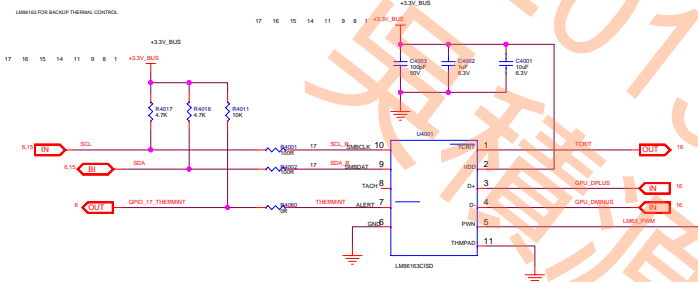 LM96163 FOR BACKUP THERMAL CONTROL
+3.3V_BUS
17 16 15 14 11 9 8 1 +3.3V_BUS
+3.3V_BUS
17 16 15 14 11 9 8 1 +3.3V_BUS
C4003 100pF 50V
C4002 1uF 6.3V
C4001 10uF 6.3V
R4017 4.7K
R4018 4.7K
R4011 10K
U4001
6,15 IN SCL R4001 100R 17 SCL_R SMBCLK 10
1 TCRIT TCRIT OUT 16
6,15 BI SDA R4002 100R 17 SDA_R SMBDAT 9
2 VDD
TACH 8
3 D+ GPU_DPLUS IN 16
6 OUT GPIO_17_THERMINT R4080 0R THERMINT ALERT 7
4 D- GPU_DMINUS IN 16
GND 6
5 PWN LM63_PWM
THMPAD 11
LM96163CISD